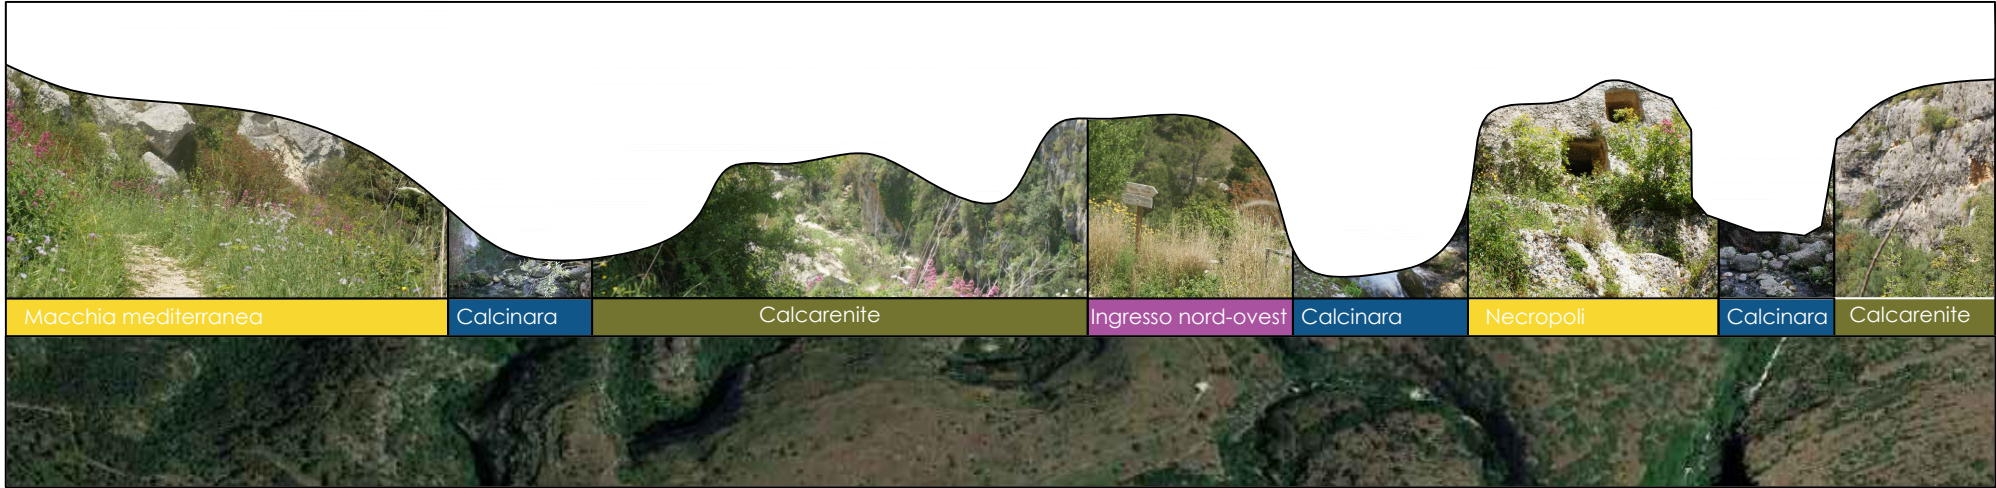 Macchia mediterranea
Calcinara
Calcarenite
Ingresso nord-ovest
Calcinara
Necropoli
Calcinara
Calcarenite